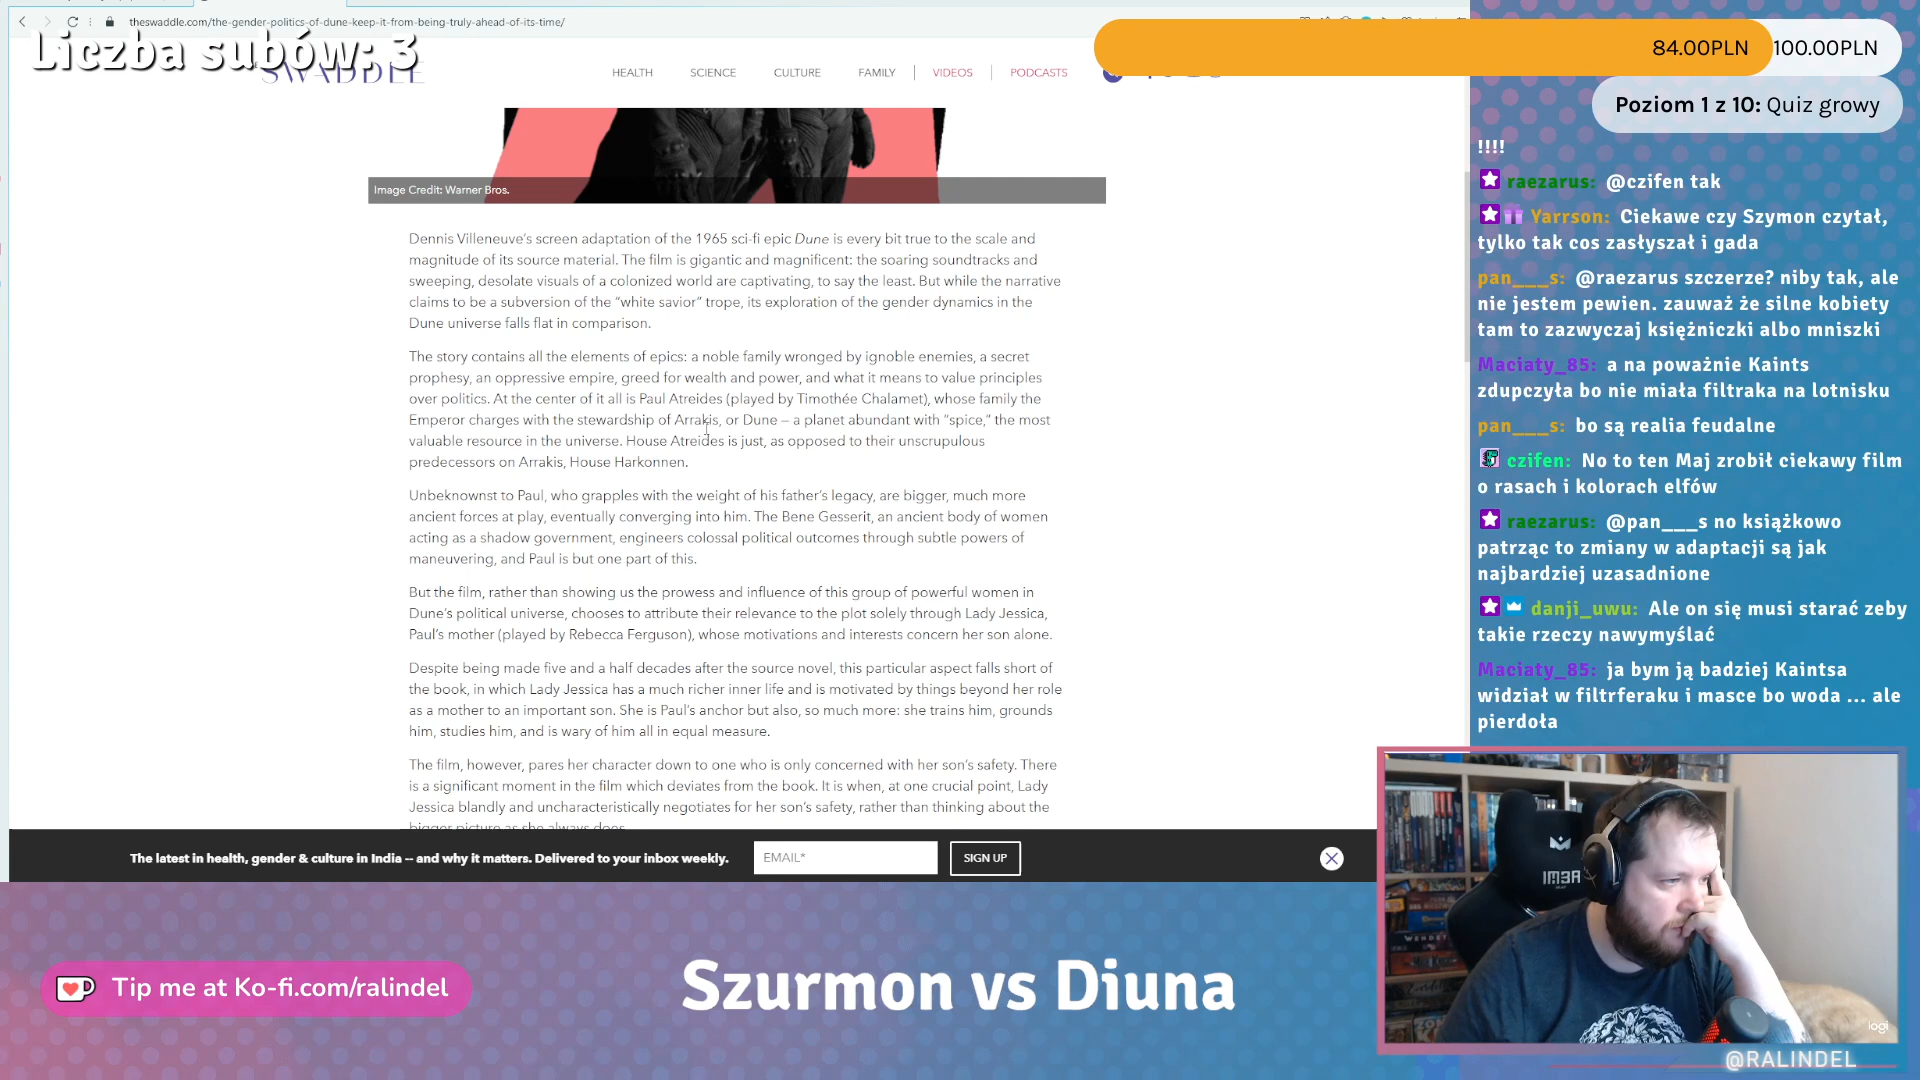 theswaddle.com/the-gender-politics-of-dune-keep-it-from-being-truly-ahead-of-its-time/
Liczba subów: 3
SWADDLE
HEALTH SCIENCE CULTURE FAMILY VIDEOS PODCASTS
84.00PLN 100.00PLN
Poziom 1 z 10: Quiz growy
Image Credit: Warner Bros.
Dennis Villeneuve's screen adaptation of the 1965 sci-fi epic Dune is every bit true to the scale and
magnitude of its source material. The film is gigantic and magnificent: the soaring soundtracks and
sweeping, desolate visuals of a colonized world are captivating, to say the least. But while the narrative
claims to be a subversion of the "white savior" trope, its exploration of the gender dynamics in the
Dune universe falls flat in comparison.
The story contains all the elements of epics: a noble family wronged by ignoble enemies, a secret
prophesy, an oppressive empire, greed for wealth and power, and what it means to value principles
over politics. At the center of it all is Paul Atreides (played by Timothée Chalamet), whose family the
Emperor charges with the stewardship of Arrakis, or Dune – a planet abundant with "spice," the most
valuable resource in the universe. House Atreides is just, as opposed to their unscrupulous
predecessors on Arrakis, House Harkonnen.
Unbeknownst to Paul, who grapples with the weight of his father's legacy, are bigger, much more
ancient forces at play, eventually converging into him. The Bene Gesserit, an ancient body of women
acting as a shadow government, engineers colossal political outcomes through subtle powers of
maneuvering, and Paul is but one part of this.
But the film, rather than showing us the prowess and influence of this group of powerful women in
Dune's political universe, chooses to attribute their relevance to the plot solely through Lady Jessica,
Paul's mother (played by Rebecca Ferguson), whose motivations and interests concern her son alone.
Despite being made five and a half decades after the source novel, this particular aspect falls short of
the book, in which Lady Jessica has a much richer inner life and is motivated by things beyond her role
as a mother to an important son. She is Paul's anchor but also, so much more: she trains him, grounds
him, studies him, and is wary of him all in equal measure.
The film, however, pares her character down to one who is only concerned with her son's safety. There
is a significant moment in the film which deviates from the book. It is when, at one crucial point, Lady
Jessica blandly and uncharacteristically negotiates for her son's safety, rather than thinking about the
bigger picture as she always does.
The latest in health, gender & culture in India -- and why it matters. Delivered to your inbox weekly.
EMAIL*
SIGN UP
!!!!
raezarus: @czifen tak
Yarrson: Ciekawe czy Szymon czytał,
tylko tak cos zasłyszał i gada
pan___s: @raezarus szczerze? niby tak, ale
nie jestem pewien. zauważ że silne kobiety
tam to zazwyczaj księżniczki albo mniszki
Maciaty_85: a na poważnie Kaints
zdupczyła bo nie miała filtraka na lotnisku
pan___s: bo są realia feudalne
czifen: No to ten Maj zrobił ciekawy film
o rasach i kolorach elfów
raezarus: @pan___s no książkowo
patrząc to zmiany w adaptacji są jak
najbardziej uzasadnione
danji_uwu: Ale on się musi starać zeby
takie rzeczy nawymyślać
Maciaty_85: ja bym ją badziej Kaintsa
widział w filtrferaku i masce bo woda ... ale
pierdoła
Tip me at Ko-fi.com/ralindel
Szurmon vs Diuna
logi
@RALINDEL